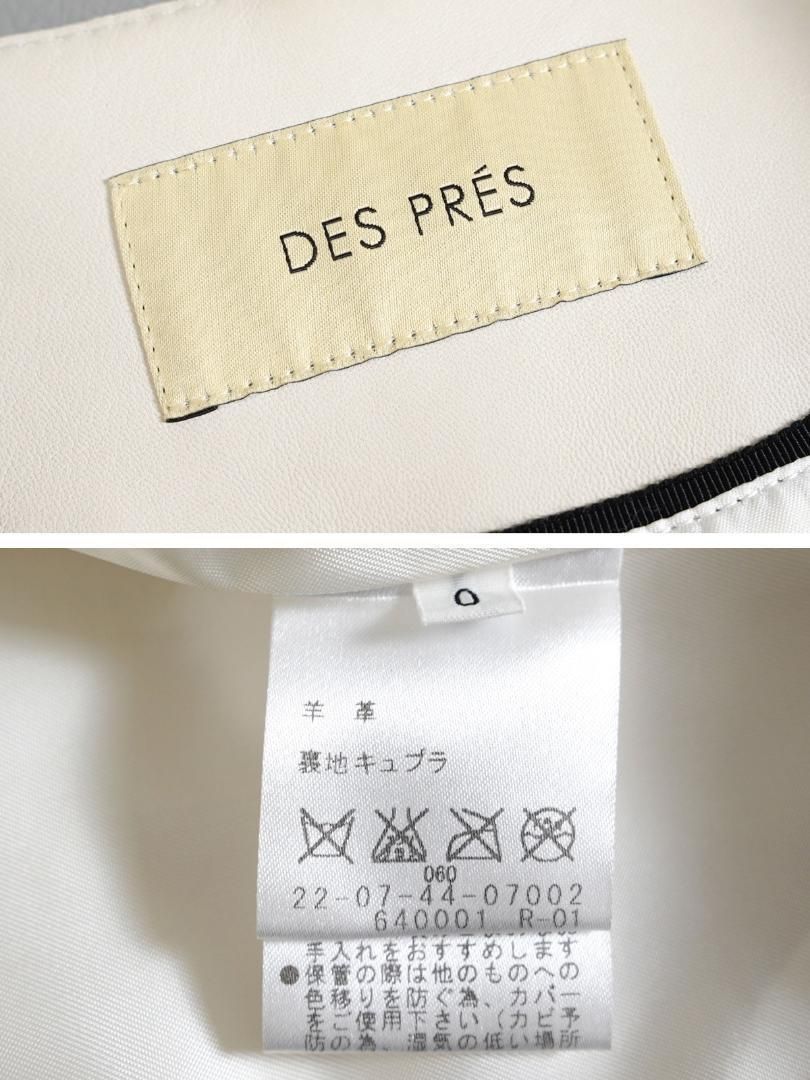 DES PRÉS
0
羊 革
裏地キュプラ
060
22-07-44-07002
640001 R-01
手入れをおすすめします
●保管の際は他のも、のへの一
色移りを防ぐ為、カバ予
をご使用下さい(カビ所
防の為、湿気の低い場